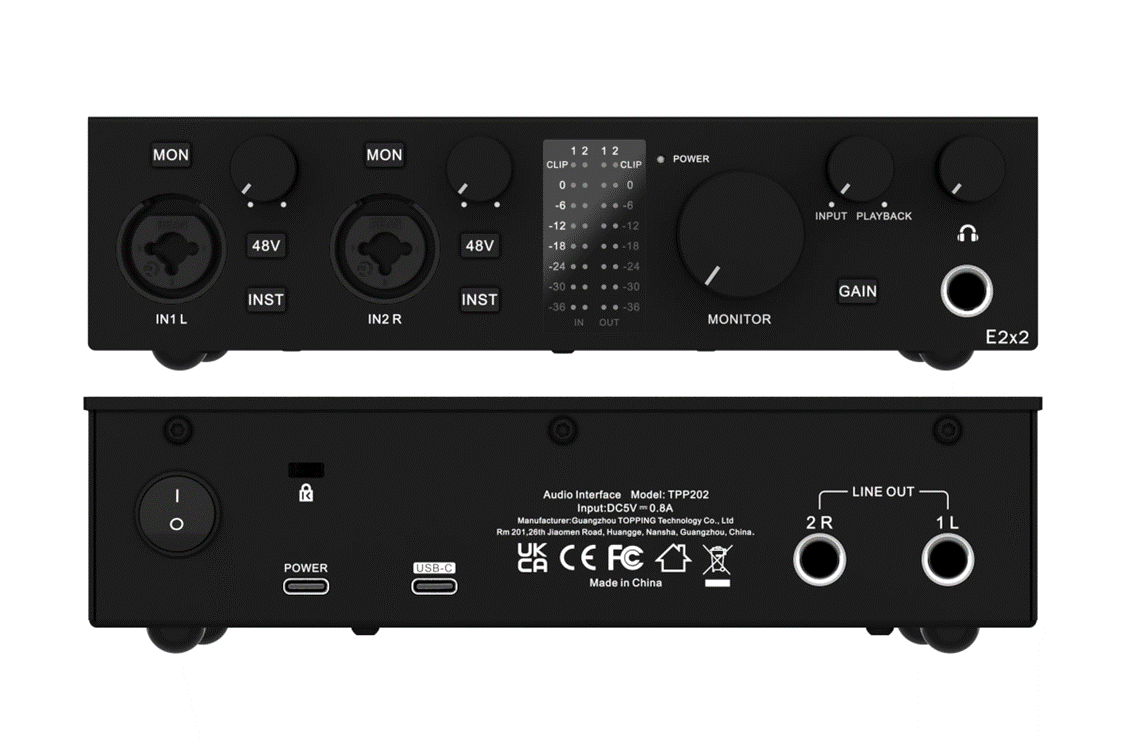 MON
MON
48V
48V
INST
INST
IN1 L
IN2 R
1 2 1 2
CLIP CLIP
0 0
-6 -6
-12 -12
-18 -18
-24 -24
-30 -30
-36 -36
IN OUT
POWER
MONITOR
INPUT PLAYBACK
GAIN
E2x2
I
O
POWER
USB-C
Audio Interface Model: TPP202
Input:DC5V⎓0.8A
Manufacturer:Guangzhou TOPPING Technology Co., Ltd
Rm 201,26th Jiaomen Road, Huangge, Nansha, Guangzhou, China.
UK
CA CE FC
Made in China
LINE OUT
2 R 1 L